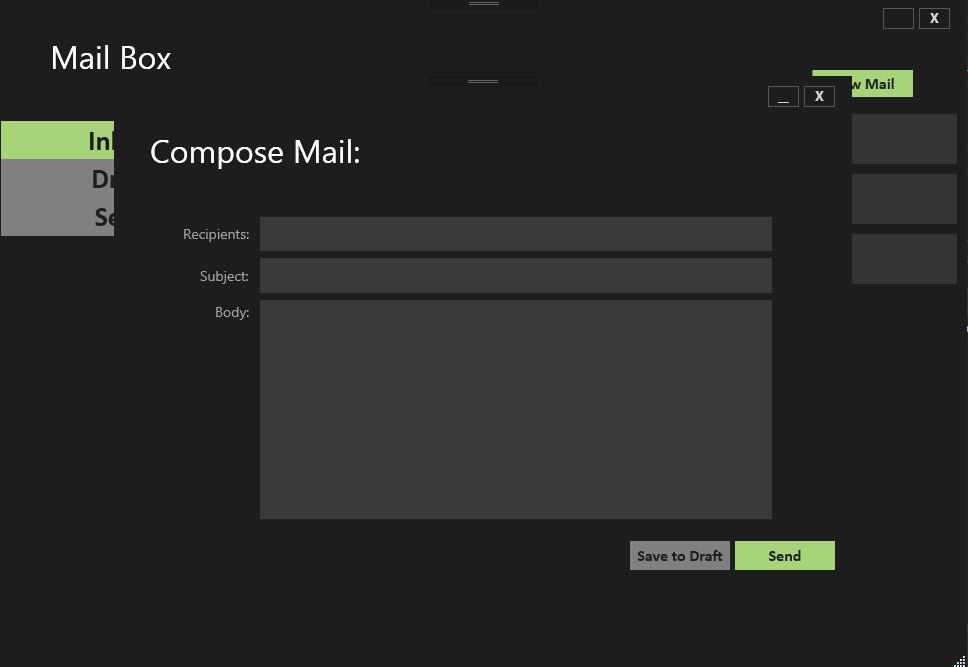 X
Mail Box
w Mail
_ X
Compose Mail:
In
Dr
Se
Recipients:
Subject:
Body:
Save to Draft
Send